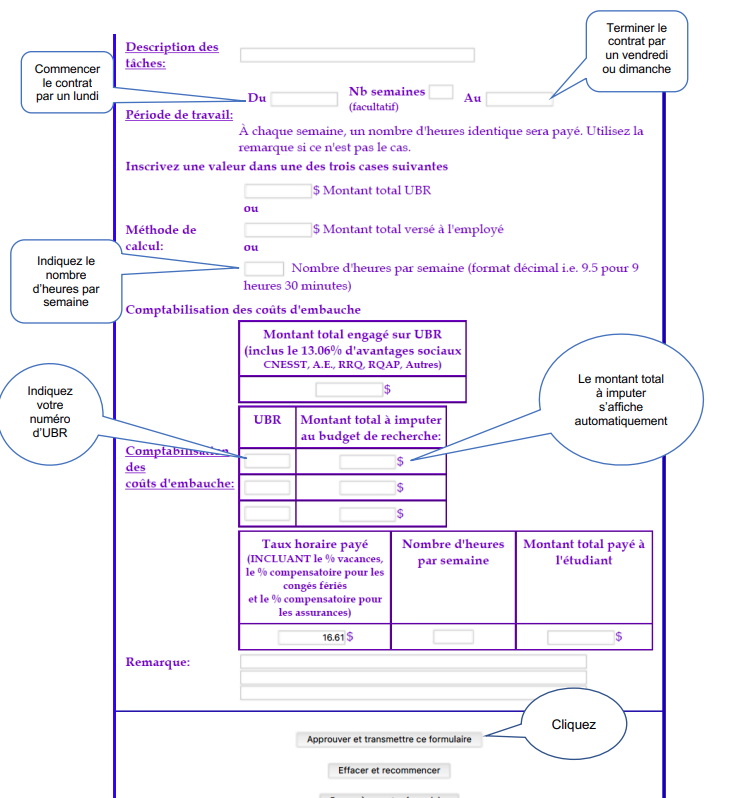 Terminer le
contrat par
un vendredi
ou dimanche
Commencer
le contrat
par un lundi
Description des
tâches:
Nb semaines
Du
Au
(facultatif)
Période de travail:
À chaque semaine, un nombre d'heures identique sera payé. Utilisez la
remarque si ce n'est pas le cas.
Inscrivez une valeur dans une des trois cases suivantes
$ Montant total UBR
ou
Méthode de
calcul:
$ Montant total versé à l'employé
ou
Indiquez le
nombre
d'heures par
semaine
Nombre d'heures par semaine (format décimal i.e. 9.5 pour 9
heures 30 minutes)
Comptabilisation des coûts d'embauche
Montant total engagé sur UBR
(inclus le 13.06% d'avantages sociaux
CNESST, A.E., RRQ, RQAP, Autres)
$
Indiquez
votre
numéro
d'UBR
Le montant total
à imputer
s'affiche
automatiquement
UBR
Montant total à imputer
au budget de recherche:
Comptabilisation
des
coûts d'embauche:
$
$
$
Taux horaire payé
(INCLUANT le % vacances,
le % compensatoire pour les
congés fériés
et le % compensatoire pour
les assurances)
Nombre d'heures
par semaine
Montant total payé à
l'étudiant
16.61 $
$
Remarque:
Cliquez
Approuver et transmettre ce formulaire
Effacer et recommencer